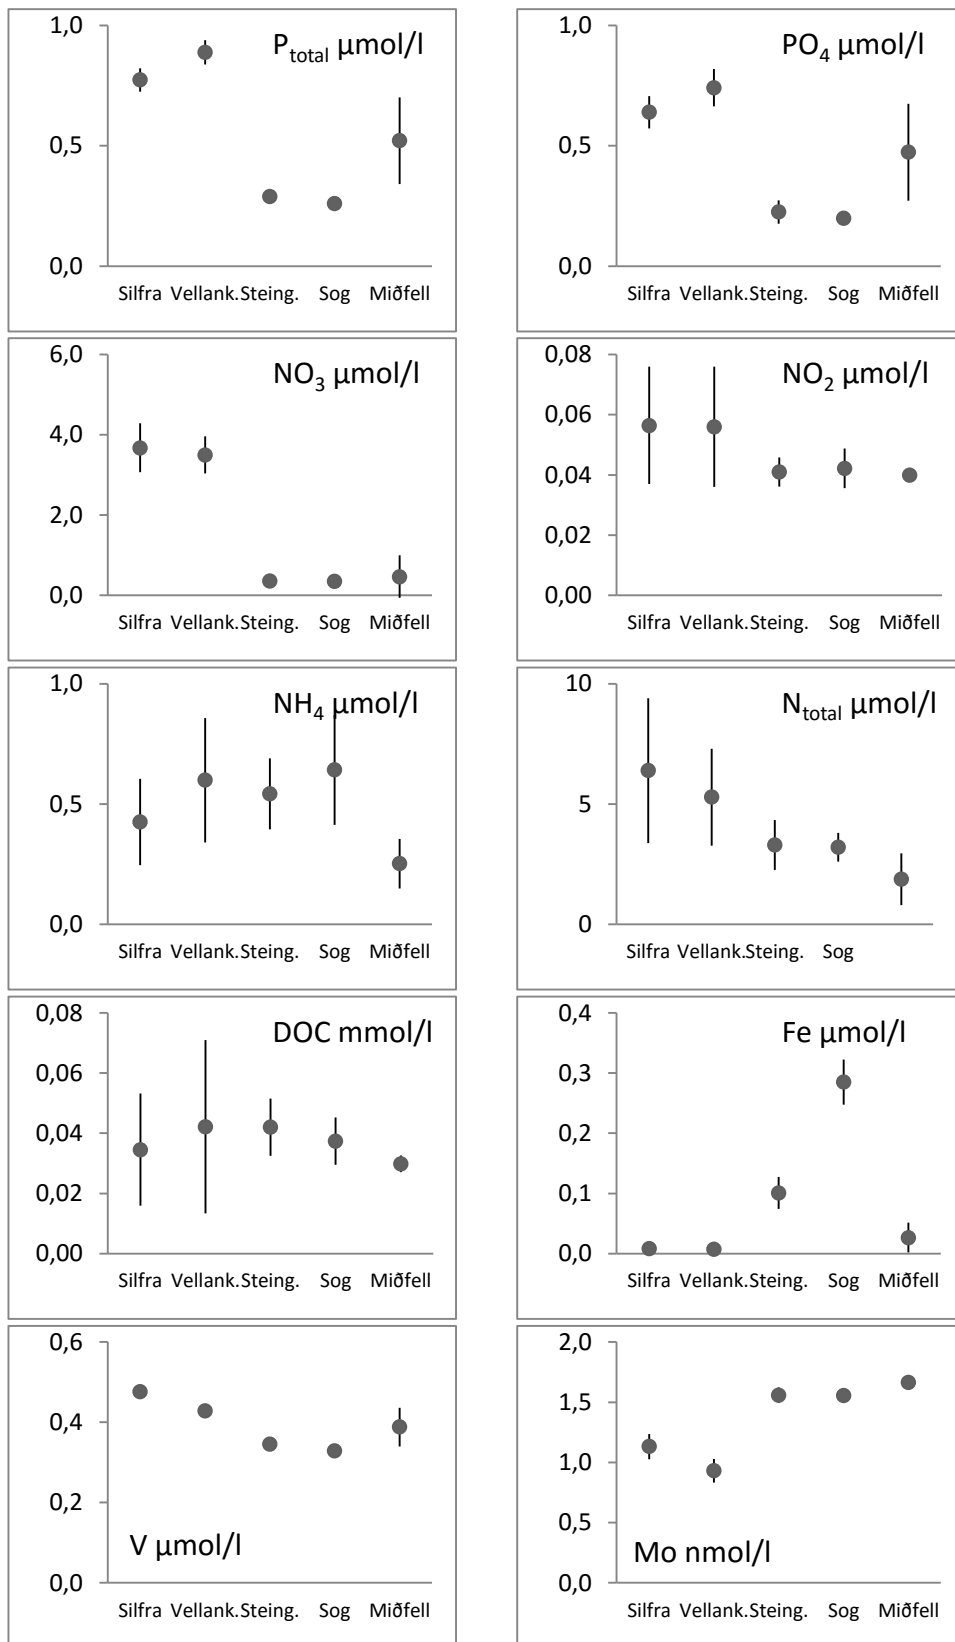 P_total µmol/l
1,0
0,5
0,0
Silfra Vellank. Steing. Sog Miðfell
PO₄ µmol/l
1,0
0,5
0,0
Silfra Vellank. Steing. Sog Miðfell
NO₃ µmol/l
6,0
4,0
2,0
0,0
Silfra Vellank. Steing. Sog Miðfell
NO₂ µmol/l
0,08
0,06
0,04
0,02
0,00
Silfra Vellank. Steing. Sog Miðfell
NH₄ µmol/l
1,0
0,5
0,0
Silfra Vellank. Steing. Sog Miðfell
N_total µmol/l
10
5
0
Silfra Vellank. Steing. Sog
DOC mmol/l
0,08
0,06
0,04
0,02
0,00
Silfra Vellank. Steing. Sog Miðfell
Fe µmol/l
0,4
0,3
0,2
0,1
0,0
Silfra Vellank. Steing. Sog Miðfell
0,6
0,4
0,2
V µmol/l
0,0
Silfra Vellank. Steing. Sog Miðfell
2,0
1,5
1,0
0,5
Mo nmol/l
0,0
Silfra Vellank. Steing. Sog Miðfell